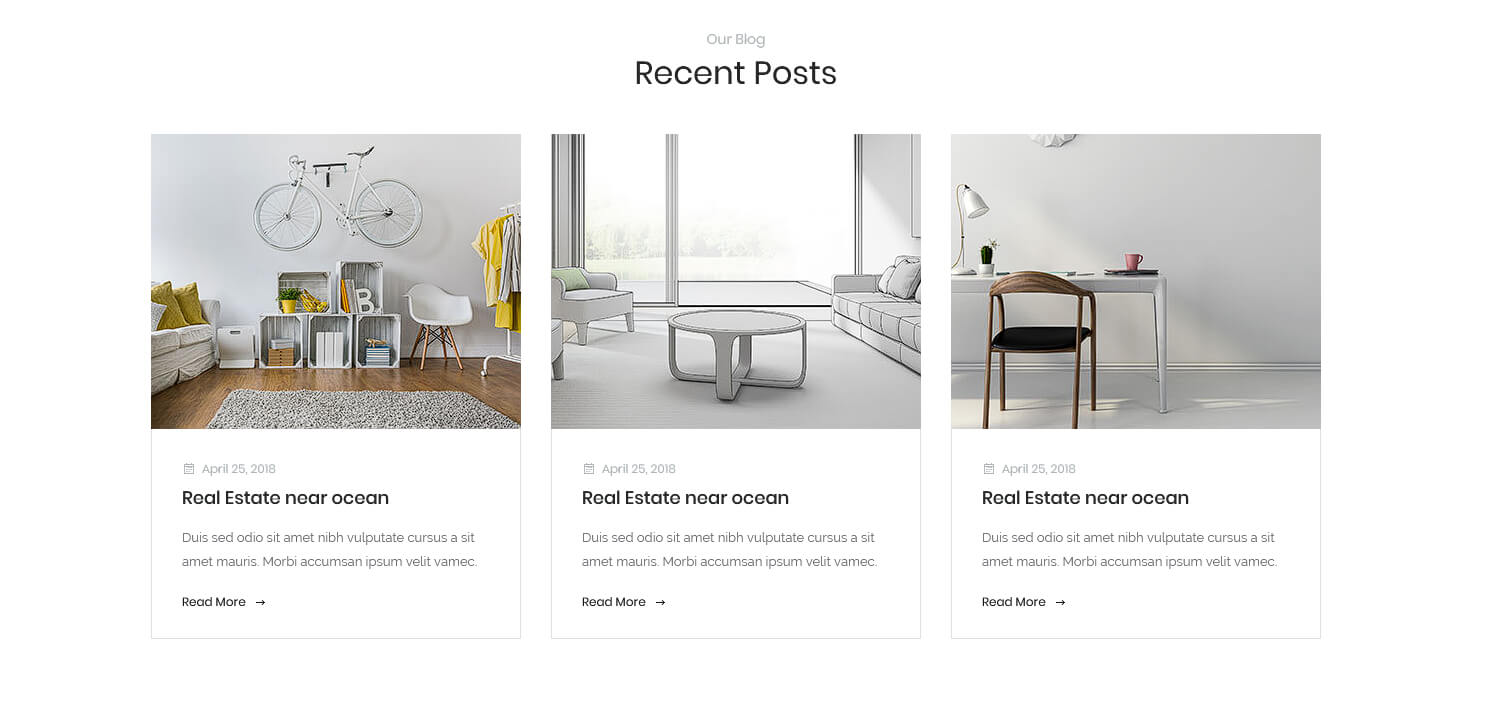 Our Blog
Recent Posts
B
April 25, 2018
Real Estate near ocean
Duis sed odio sit amet nibh vulputate cursus a sit
amet mauris. Morbi accumsan ipsum velit vamec.
Read More →
April 25, 2018
Real Estate near ocean
Duis sed odio sit amet nibh vulputate cursus a sit
amet mauris. Morbi accumsan ipsum velit vamec.
Read More →
April 25, 2018
Real Estate near ocean
Duis sed odio sit amet nibh vulputate cursus a sit
amet mauris. Morbi accumsan ipsum velit vamec.
Read More →